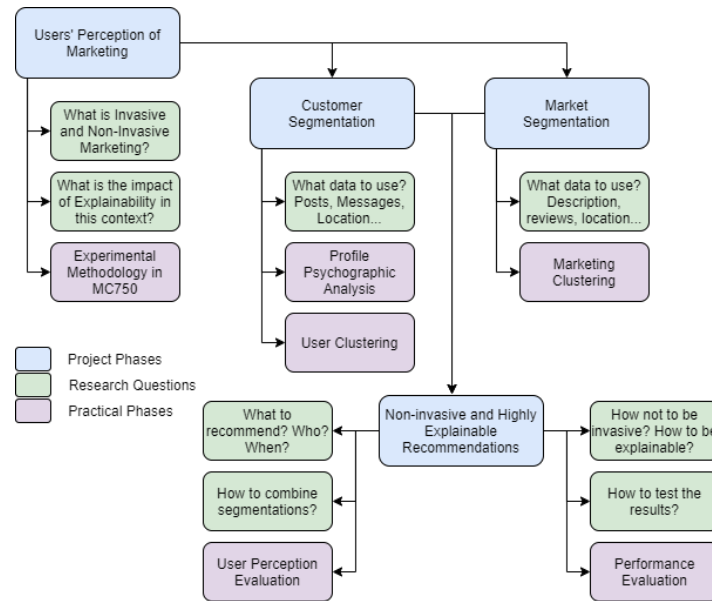 Users' Perception of
Marketing
What is Invasive
and Non-Invasive
Marketing?
What is the impact
of Explainability in
this context?
Experimental
Methodology in
MC750
Customer
Segmentation
What data to use?
Posts, Messages,
Location...
Profile
Psychographic
Analysis
User Clustering
Market
Segmentation
What data to use?
Description,
reviews, location...
Marketing
Clustering
Project Phases
Research Questions
Practical Phases
Non-invasive and Highly
Explainable
Recommendations
What to
recommend? Who?
When?
How to combine
segmentations?
User Perception
Evaluation
How not to be
invasive? How to be
explainable?
How to test the
results?
Performance
Evaluation